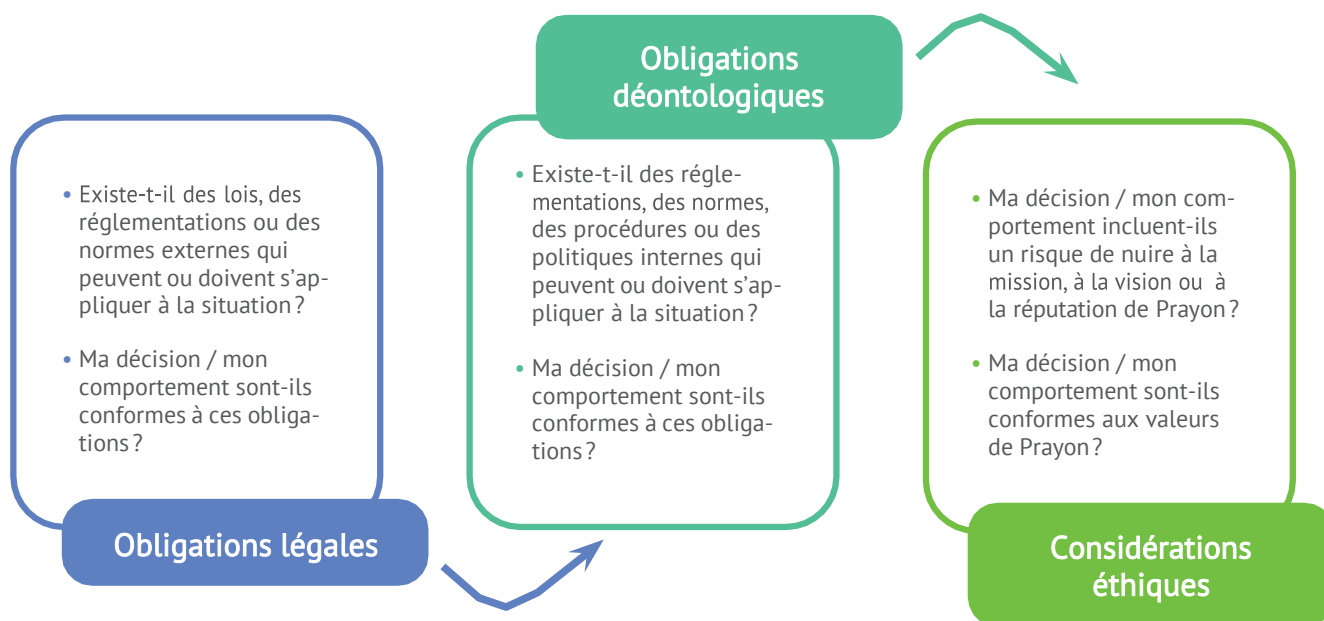 Obligations légales
• Existe-t-il des lois, des
réglementations ou des
normes externes qui
peuvent ou doivent s’ap-
pliquer à la situation ?
• Ma décision / mon
comportement sont-ils
conformes à ces obliga-
tions ?
Obligations
déontologiques
• Existe-t-il des régle-
mentations, des normes,
des procédures ou des
politiques internes qui
peuvent ou doivent s’ap-
pliquer à la situation ?
• Ma décision / mon
comportement sont-ils
conformes à ces obliga-
tions ?
Considérations
éthiques
• Ma décision / mon com-
portement incluent-ils
un risque de nuire à la
mission, à la vision ou à
la réputation de Prayon ?
• Ma décision / mon
comportement sont-ils
conformes aux valeurs
de Prayon ?